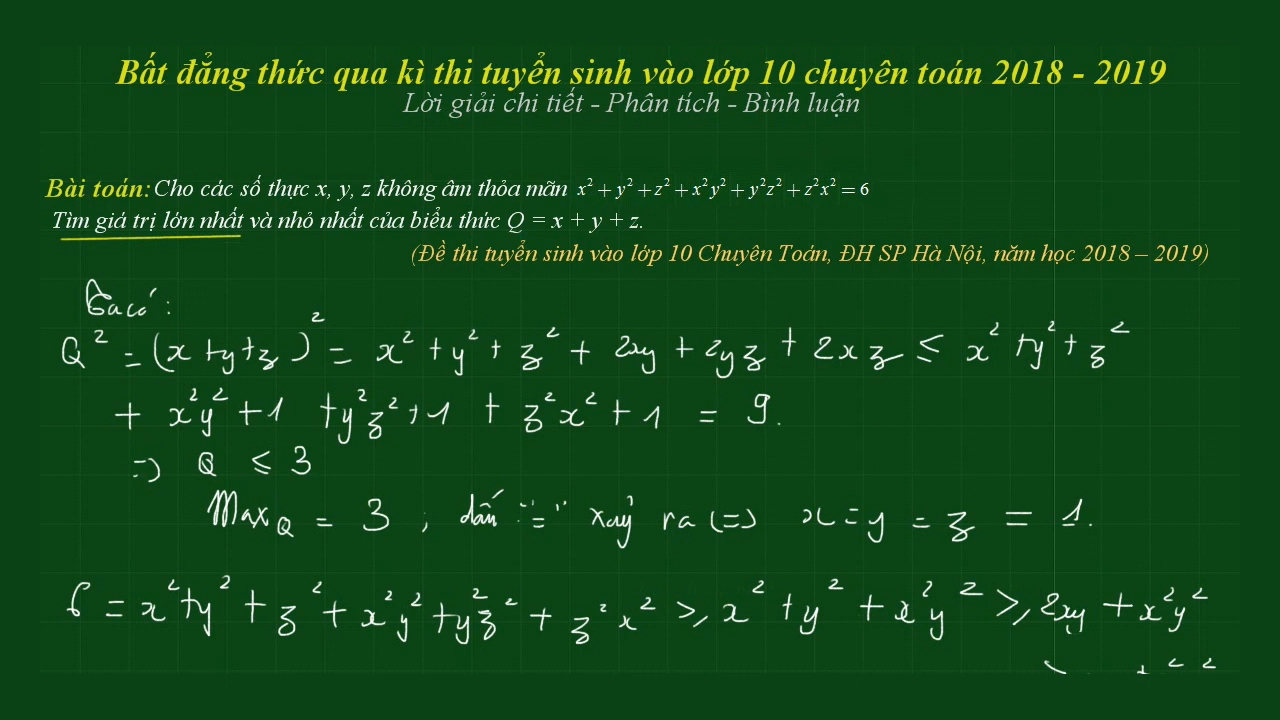 Bất đẳng thức qua kì thi tuyển sinh vào lớp 10 chuyên toán 2018 - 2019
Lời giải chi tiết - Phân tích - Bình luận
Bài toán: Cho các số thực x, y, z không âm thỏa mãn x² + y² + z² + x²y² + y²z² + z²x² = 6
Tìm giá trị lớn nhất và nhỏ nhất của biểu thức Q = x + y + z.
(Đề thi tuyển sinh vào lớp 10 Chuyên Toán, ĐH SP Hà Nội, năm học 2018 – 2019)
Ta có :
Q² = (x + y + z)² = x² + y² + z² + 2xy + 2yz + 2xz ≤ x² + y² + z²
+ x²y² + 1 + y²z² + 1 + z²x² + 1 = 9.
=> Q ≤ 3
Max_Q = 3 ; dấu "=" xảy ra <=> x = y = z = 1.
6 = x² + y² + z² + x²y² + y²z² + z²x² ≥ x² + y² + x²y² ≥ 2xy + x²y²